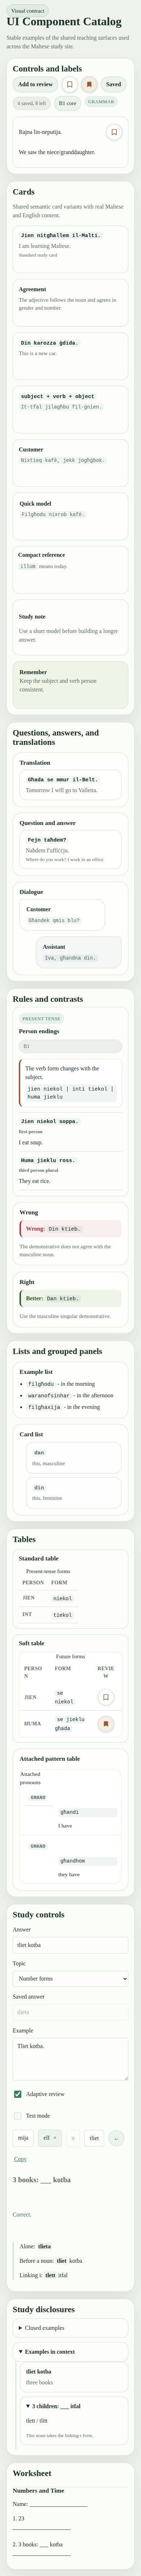 Visual contract
UI Component Catalog
Stable examples of the shared teaching surfaces used
across the Maltese study site.
Controls and labels
Add to review
Saved
4 saved, 8 left
B1 core
GRAMMAR
Bajna lin-neputija.
We saw the niece/granddaughter.
Cards
Shared semantic card variants with real Maltese
and English content.
Jien nitgħallem il-Malti.
I am learning Maltese.
Standard study card
Agreement
The adjective follows the noun and agrees in
gender and number.
Din karozza ġdida.
This is a new car.
subject + verb + object
It-tfal jilagħbu fil-ġnien.
Customer
Nixtieq kafè, jekk jogħġbok.
Quick model
Filgħodu nixrob kafè.
Compact reference
illum means today.
Study note
Use a short model before building a longer
answer.
Remember
Keep the subject and verb person
consistent.
Questions, answers, and
translations
Translation
Għada se mmur il-Belt.
Tomorrow I will go to Valletta.
Question and answer
Fejn taħdem?
Naħdem f'uffiċċju.
Where do you work? I work in an office.
Dialogue
Customer
Għandek qmis blu?
Assistant
Iva, għandna din.
Rules and contrasts
PRESENT TENSE
Person endings
B1
The verb form changes with the
subject.
jien niekol | inti tiekol |
huma jieklu
Jien niekol soppa.
first person
I eat soup.
Huma jieklu ross.
third person plural
They eat rice.
Wrong
Wrong: Din ktieb.
The demonstrative does not agree with the
masculine noun.
Right
Better: Dan ktieb.
Use the masculine singular demonstrative.
Lists and grouped panels
Example list
filgħodu - in the morning
waranofsinhar - in the afternoon
filgħaxija - in the evening
Card list
dan
this, masculine
din
this, feminine
Tables
Standard table
Present-tense forms
PERSON FORM
JIEN niekol
INT tiekol
Soft table
Future forms
PERSO
N FORM REVIE
W
JIEN se
niekol
HUMA se jieklu
għada
Attached pattern table
Attached
pronouns
GĦAND
għandi
I have
GĦAND
għandhom
they have
Study controls
Answer
tliet kotba
Topic
Number forms
Saved answer
tlieta
Example
Tliet kotba.
Adaptive review
Test mode
mija
elf ×
○
tliet
←
Copy
3 books: ___ kotba
Correct.
Alone: tlieta
Before a noun: tliet kotba
Linking t: tlett itfal
Study disclosures
▶ Closed examples
▼ Examples in context
tliet kotba
three books
▼ 3 children: ___ itfal
tlett / tlitt
This noun takes the linking-t form.
Worksheet
Numbers and Time
Name: ____________________
1. 23
____________________
2. 3 books: ___ kotba
____________________